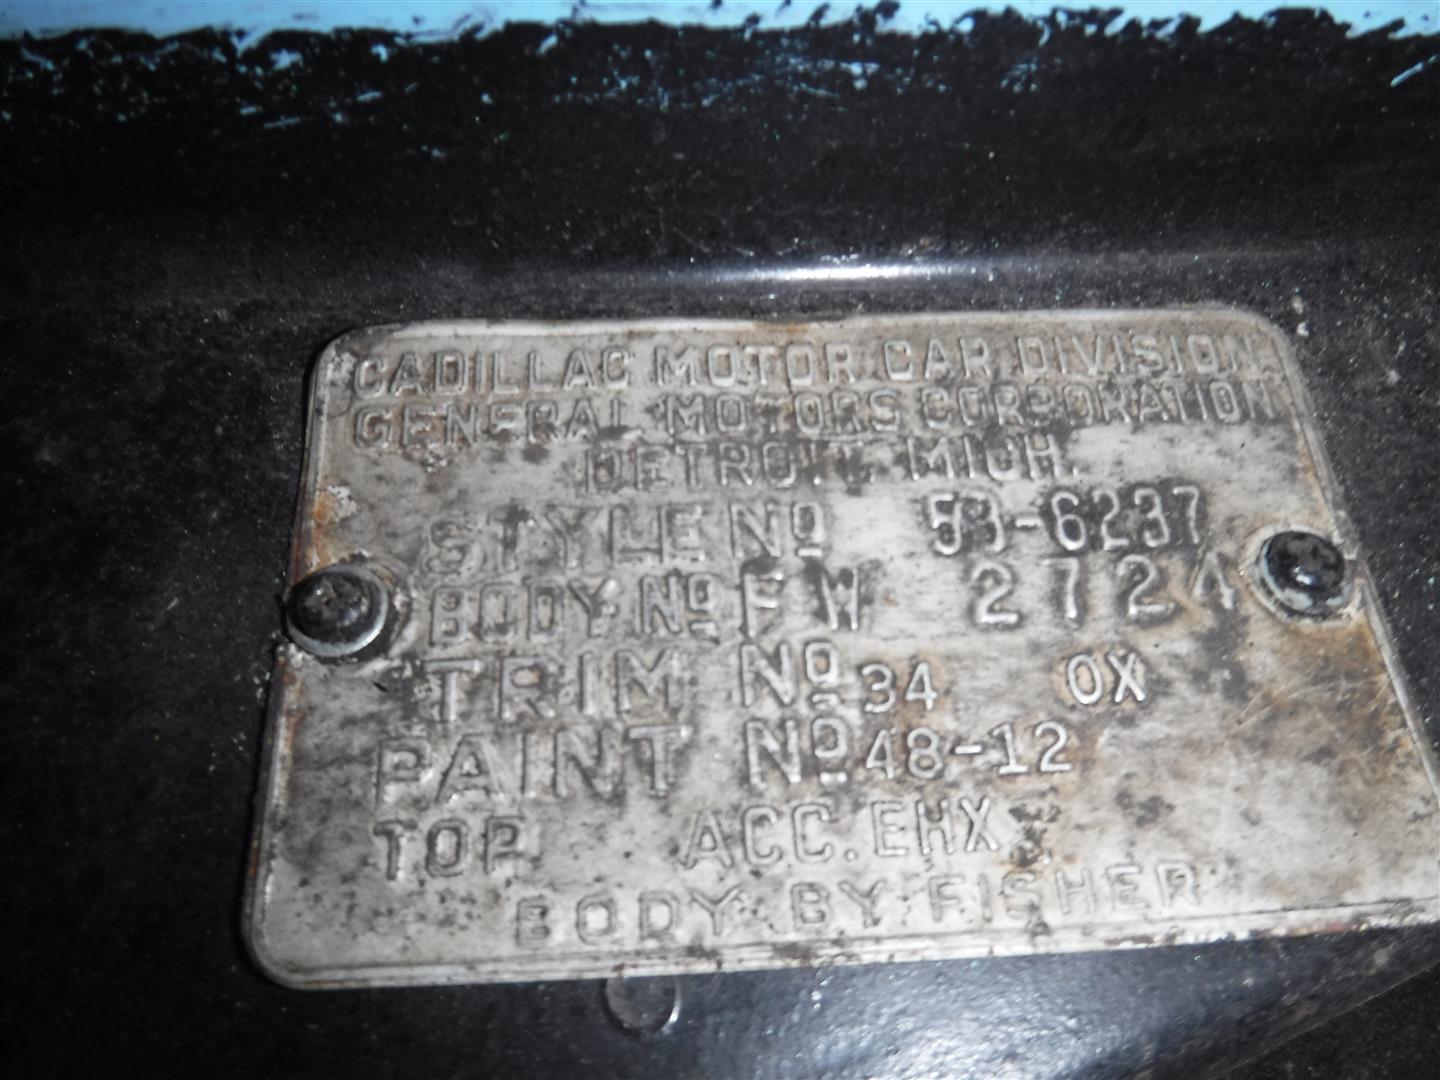 CADILLAC MOTOR CAR DIVISION.
GENERAL MOTORS CORPORATION
DETROIT, MICH.
STYLE No 53-6237
BODY No FW 2724
TRIM No 34 OX
PAINT No 48-12
TOP ACC. EHX
BODY BY FISHER